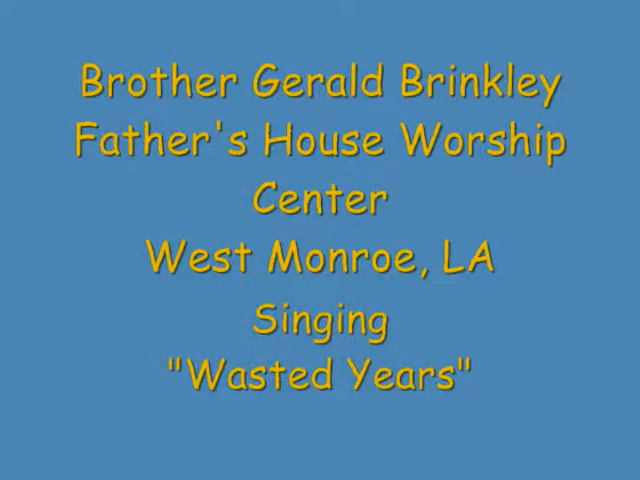 Brother Gerald Brinkley
Father's House Worship
Center
West Monroe, LA
Singing
"Wasted Years"